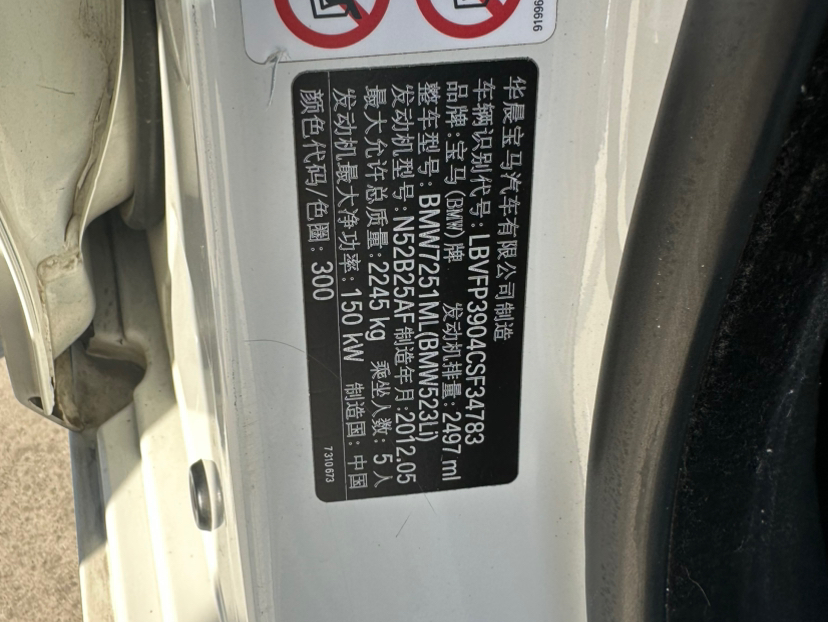 916996
华晨宝马汽车有限公司制造
车辆识别代号:LBVFP3904CSF34783
品牌:宝马(BMW)牌 发动机排量:2497 ml
整车型号:BMW7251ML(BMW523Li)
发动机型号:N52B25AF 制造年月:2012.05
最大允许总质量:2245 kg 乘坐人数:5人
发动机最大净功率:150 kW 制造国:中国
颜色代码/色圈:300
7310673